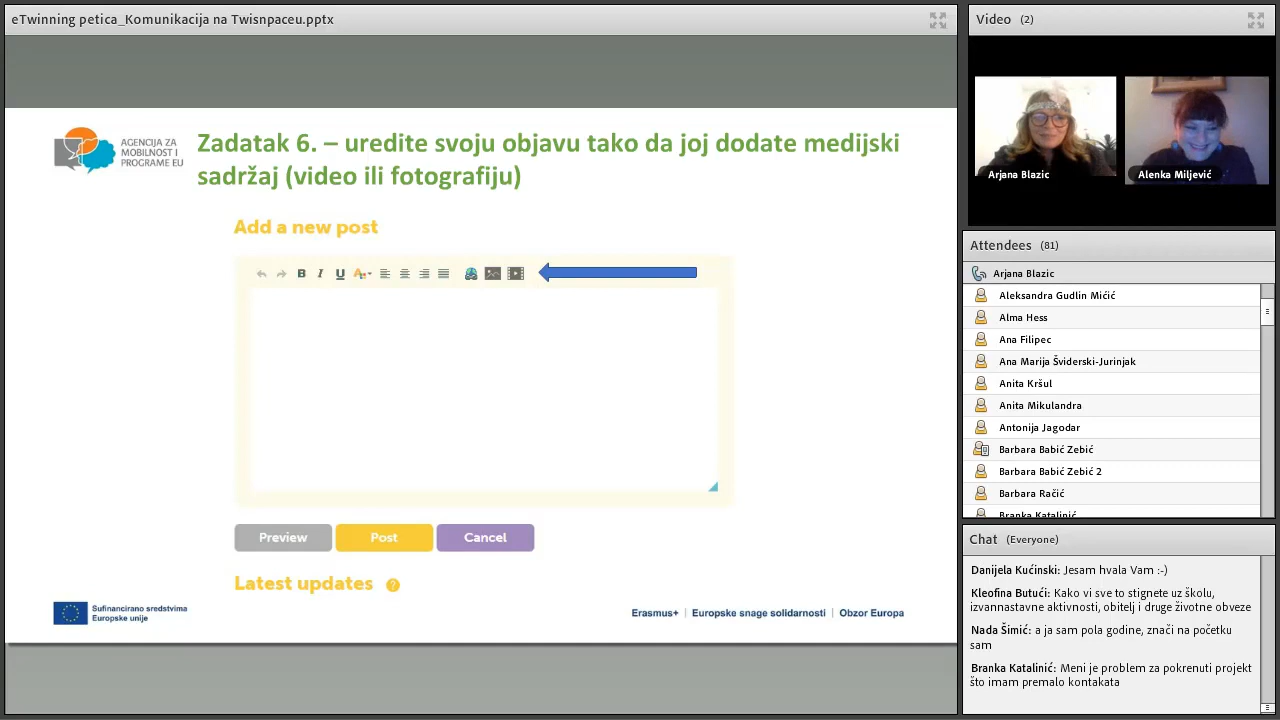 eTwinning petica_Komunikacija na Twisnpaceu.pptx
AGENCIJA ZA
MOBILNOST I
PROGRAME EU
Zadatak 6. – uredite svoju objavu tako da joj dodate medijski
sadržaj (video ili fotografiju)
Add a new post
B I U A
Preview
Post
Cancel
Latest updates ?
Sufinancirano sredstvima
Europske unije
Erasmus+ | Europske snage solidarnosti | Obzor Europa
Video (2)
Arjana Blazic
Alenka Miljević
Attendees (81)
Arjana Blazic
Aleksandra Gudlin Mićić
Alma Hess
Ana Filipec
Ana Marija Šviderski-Jurinjak
Anita Kršul
Anita Mikulandra
Antonija Jagodar
Barbara Babić Zebić
Barbara Babić Zebić 2
Barbara Račić
Branka Katalinić
Chat (Everyone)
Danijela Kućinski: Jesam hvala Vam :-)
Kleofina Butući: Kako vi sve to stignete uz školu,
izvannastavne aktivnosti, obitelj i druge životne obveze
Nada Šimić: a ja sam pola godine, znači na početku
sam
Branka Katalinić: Meni je problem za pokrenuti projekt
što imam premalo kontakata